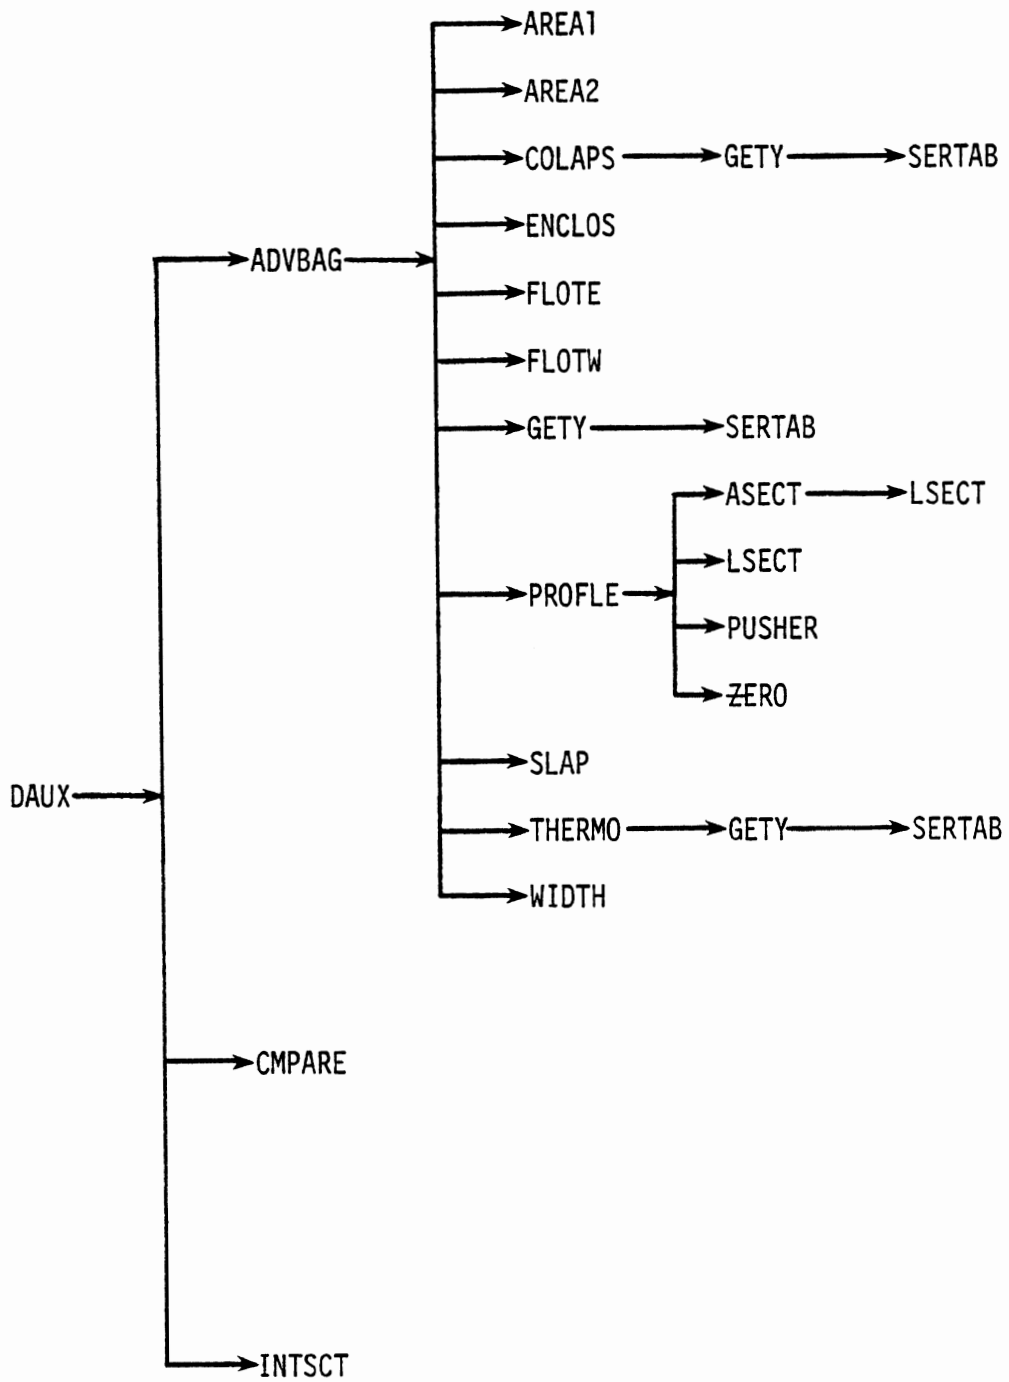 AREA1
AREA2
COLAPS GETY SERTAB
ENCLOS
ADVBAG
FLOTE
FLOTW
GETY SERTAB
ASECT LSECT
LSECT
PROFLE
PUSHER
ZERO
SLAP
DAUX
THERMO GETY SERTAB
WIDTH
CMPARE
INTSCT